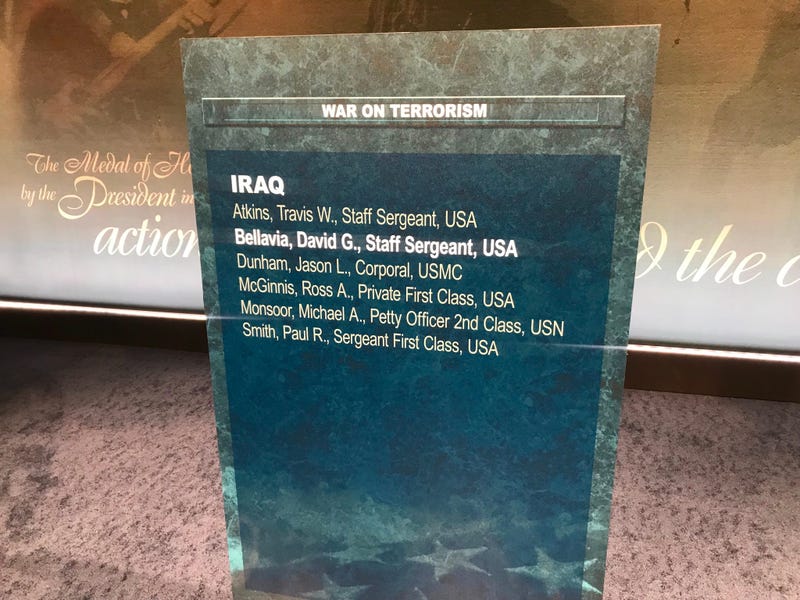 WAR ON TERRORISM
IRAQ
Atkins, Travis W., Staff Sergeant, USA
Bellavia, David G., Staff Sergeant, USA
Dunham, Jason L., Corporal, USMC
McGinnis, Ross A., Private First Class, USA
Monsoor, Michael A., Petty Officer 2nd Class, USN
Smith, Paul R., Sergeant First Class, USA
The Medal of
by the President in
action
& the